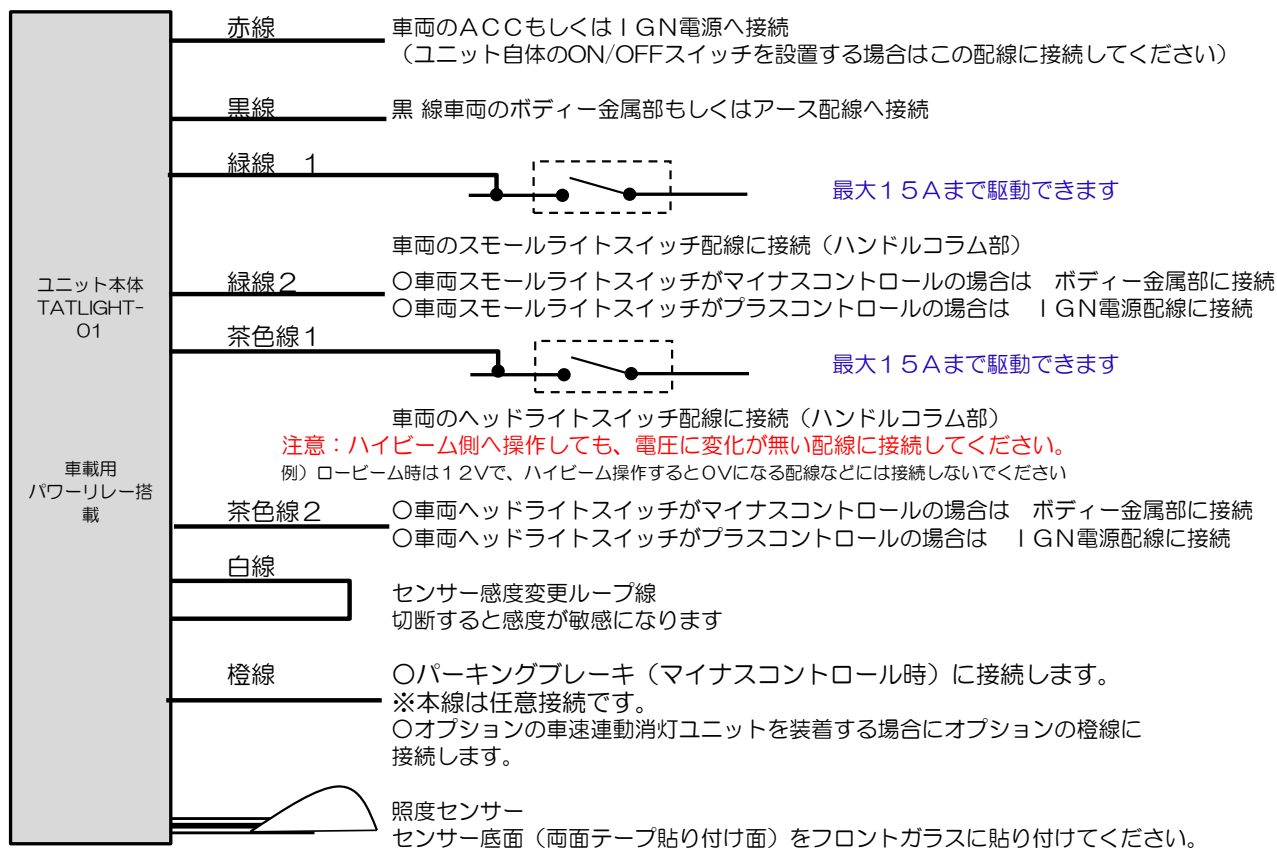 赤線
車両のACCもしくはIGN電源へ接続
（ユニット自体のON/OFFスイッチを設置する場合はこの配線に接続してください）
黒線
黒 線車両のボディー金属部もしくはアース配線へ接続
緑線　1
最大15Aまで駆動できます
車両のスモールライトスイッチ配線に接続（ハンドルコラム部）
ユニット本体
TATLIGHT-
01
緑線2
〇車両スモールライトスイッチがマイナスコントロールの場合は　ボディー金属部に接続
〇車両スモールライトスイッチがプラスコントロールの場合は　IGN電源配線に接続
茶色線1
最大15Aまで駆動できます
車両のヘッドライトスイッチ配線に接続（ハンドルコラム部）
注意：ハイビーム側へ操作しても、電圧に変化が無い配線に接続してください。
例）ロービーム時は12Vで、ハイビーム操作すると0Vになる配線などには接続しないでください
車載用
パワーリレー搭
載
茶色線2
〇車両ヘッドライトスイッチがマイナスコントロールの場合は　ボディー金属部に接続
〇車両ヘッドライトスイッチがプラスコントロールの場合は　IGN電源配線に接続
白線
センサー感度変更ループ線
切断すると感度が敏感になります
橙線
〇パーキングブレーキ（マイナスコントロール時）に接続します。
※本線は任意接続です。
〇オプションの車速連動消灯ユニットを装着する場合にオプションの橙線に
接続します。
照度センサー
センサー底面（両面テープ貼り付け面）をフロントガラスに貼り付けてください。